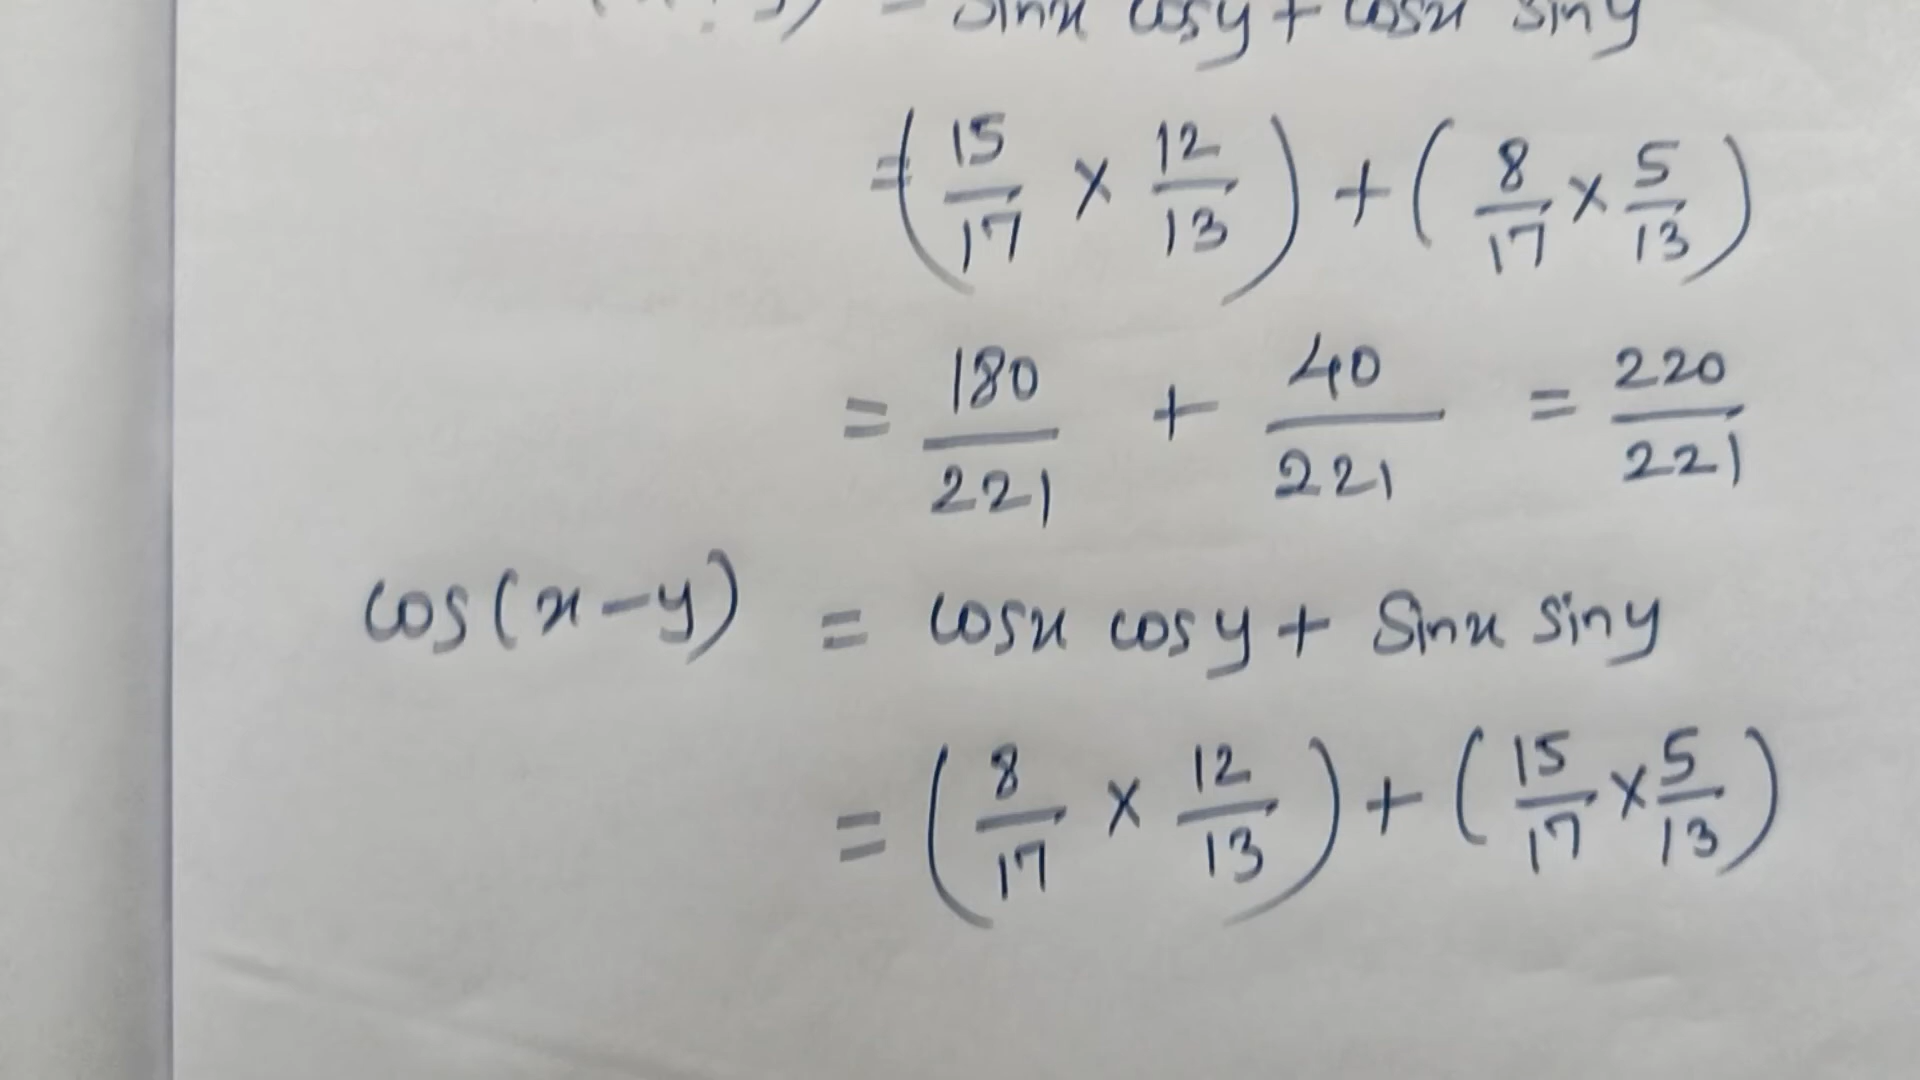 = sinx cosy + cosx siny
= (15/17 × 12/13) + (8/17 × 5/13)
= 180/221 + 40/221 = 220/221
cos(x-y) = cosx cosy + sinx siny
= (8/17 × 12/13) + (15/17 × 5/13)